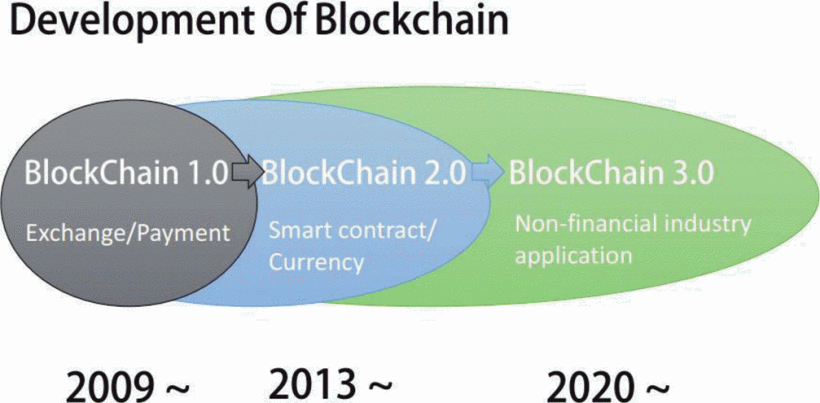 Development Of Blockchain
BlockChain 1.0
Exchange/Payment
BlockChain 2.0
Smart contract/
Currency
BlockChain 3.0
Non-financial industry
application
2009 ~
2013 ~
2020 ~